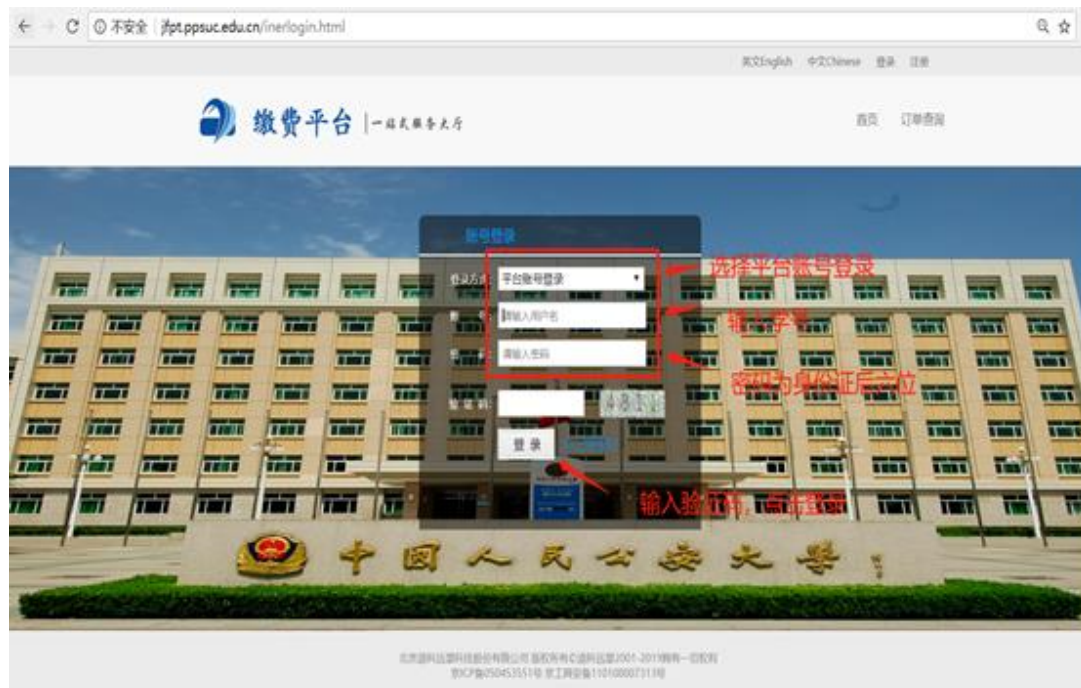 不安全 jfpt.ppsuc.edu.cn/inerlogin.html
英文English 中文Chinese 登录 注册
缴费平台 一站式服务大厅
首页 订单查询
账号登录
登录方式: 平台账号登录
选择平台账号登录
账 号: 请输入用户名
输入学号
密 码: 请输入密码
密码为身份证后六位
验 证 码:
登 录
输入验证码，点击登录
中国人民公安大学